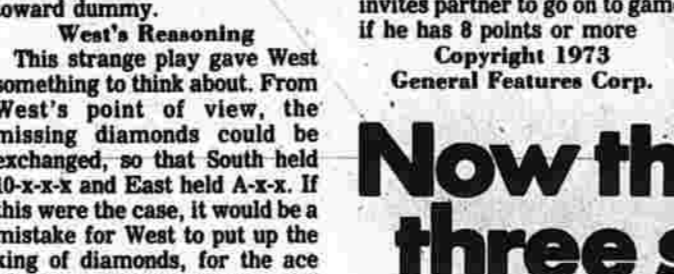 toward dummy.
West's Reasoning
This strange play gave West
something to think about. From
West's point of view, the
missing diamonds could be
exchanged, so that South held
10-x-x-x and East held A-x-x. If
this were the case, it would be a
mistake for West to put up the
king of diamonds, for the ace
invites partner to go on to game
if he has 8 points or more
Copyright 1973
General Features Corp.
Now th
three s